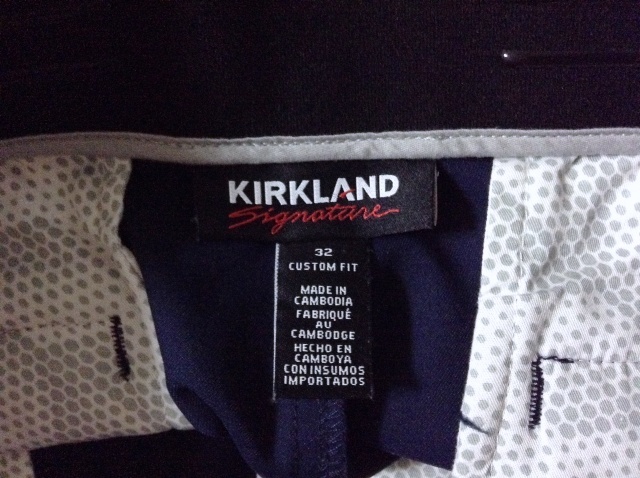 KIRKLAND
Signature
32
CUSTOM FIT
MADE IN
CAMBODIA
FABRIQUÉ
AU
CAMBODGE
HECHO EN
CAMBOYA
CON INSUMOS
IMPORTADOS